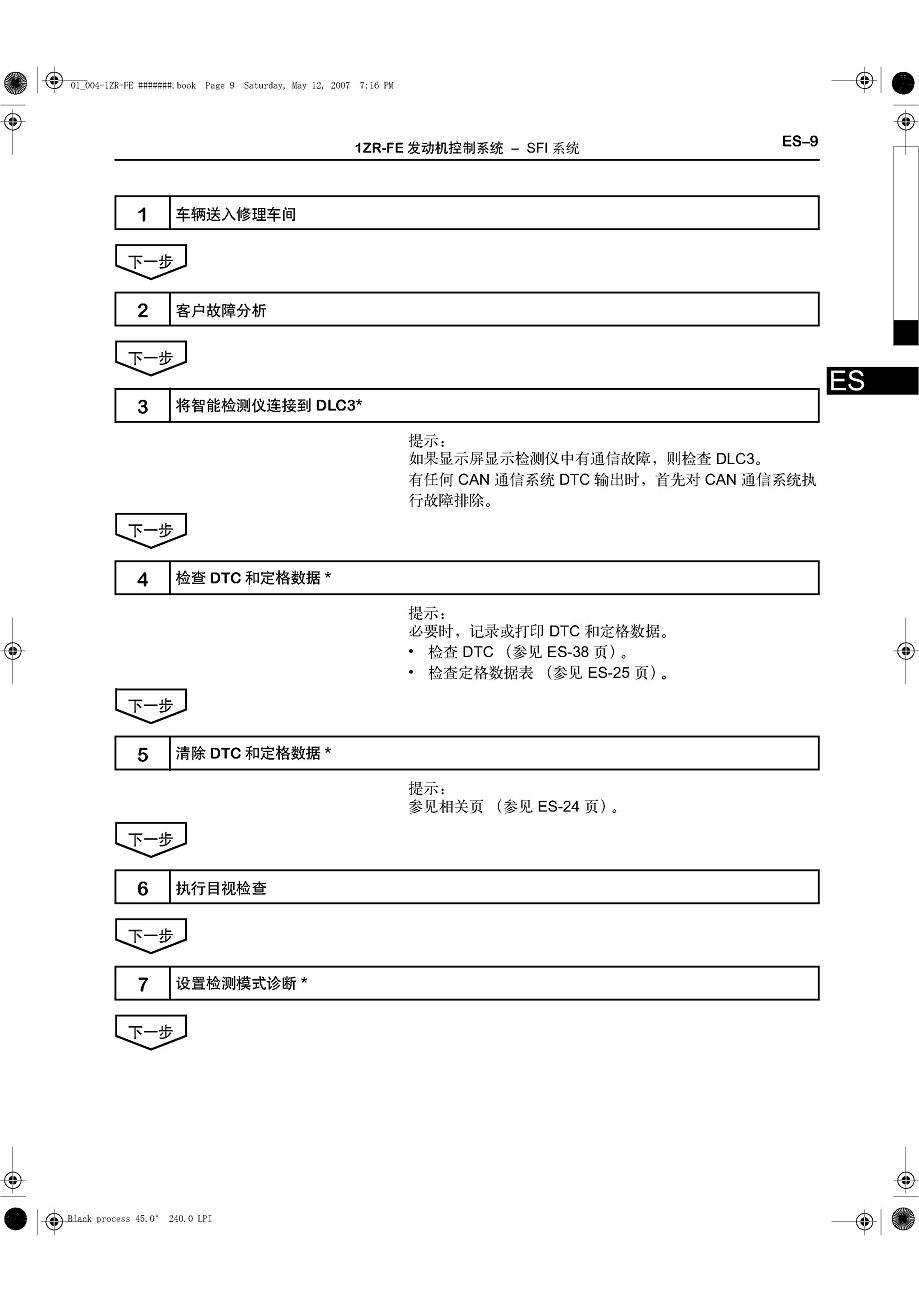 01_004-1ZR-FE #######.book Page 9 Saturday, May 12, 2007 7:16 PM
1ZR-FE 发动机控制系统 – SFI 系统
ES–9
1 车辆送入修理车间
下一步
2 客户故障分析
下一步
ES
3 将智能检测仪连接到 DLC3*
提示：
如果显示屏显示检测仪中有通信故障，则检查 DLC3。
有任何 CAN 通信系统 DTC 输出时，首先对 CAN 通信系统执
行故障排除。
下一步
4 检查 DTC 和定格数据 *
提示：
必要时，记录或打印 DTC 和定格数据。
• 检查 DTC （参见 ES-38 页）。
• 检查定格数据表 （参见 ES-25 页）。
下一步
5 清除 DTC 和定格数据 *
提示：
参见相关页 （参见 ES-24 页）。
下一步
6 执行目视检查
下一步
7 设置检测模式诊断 *
下一步
Black process 45.0° 240.0 LPI